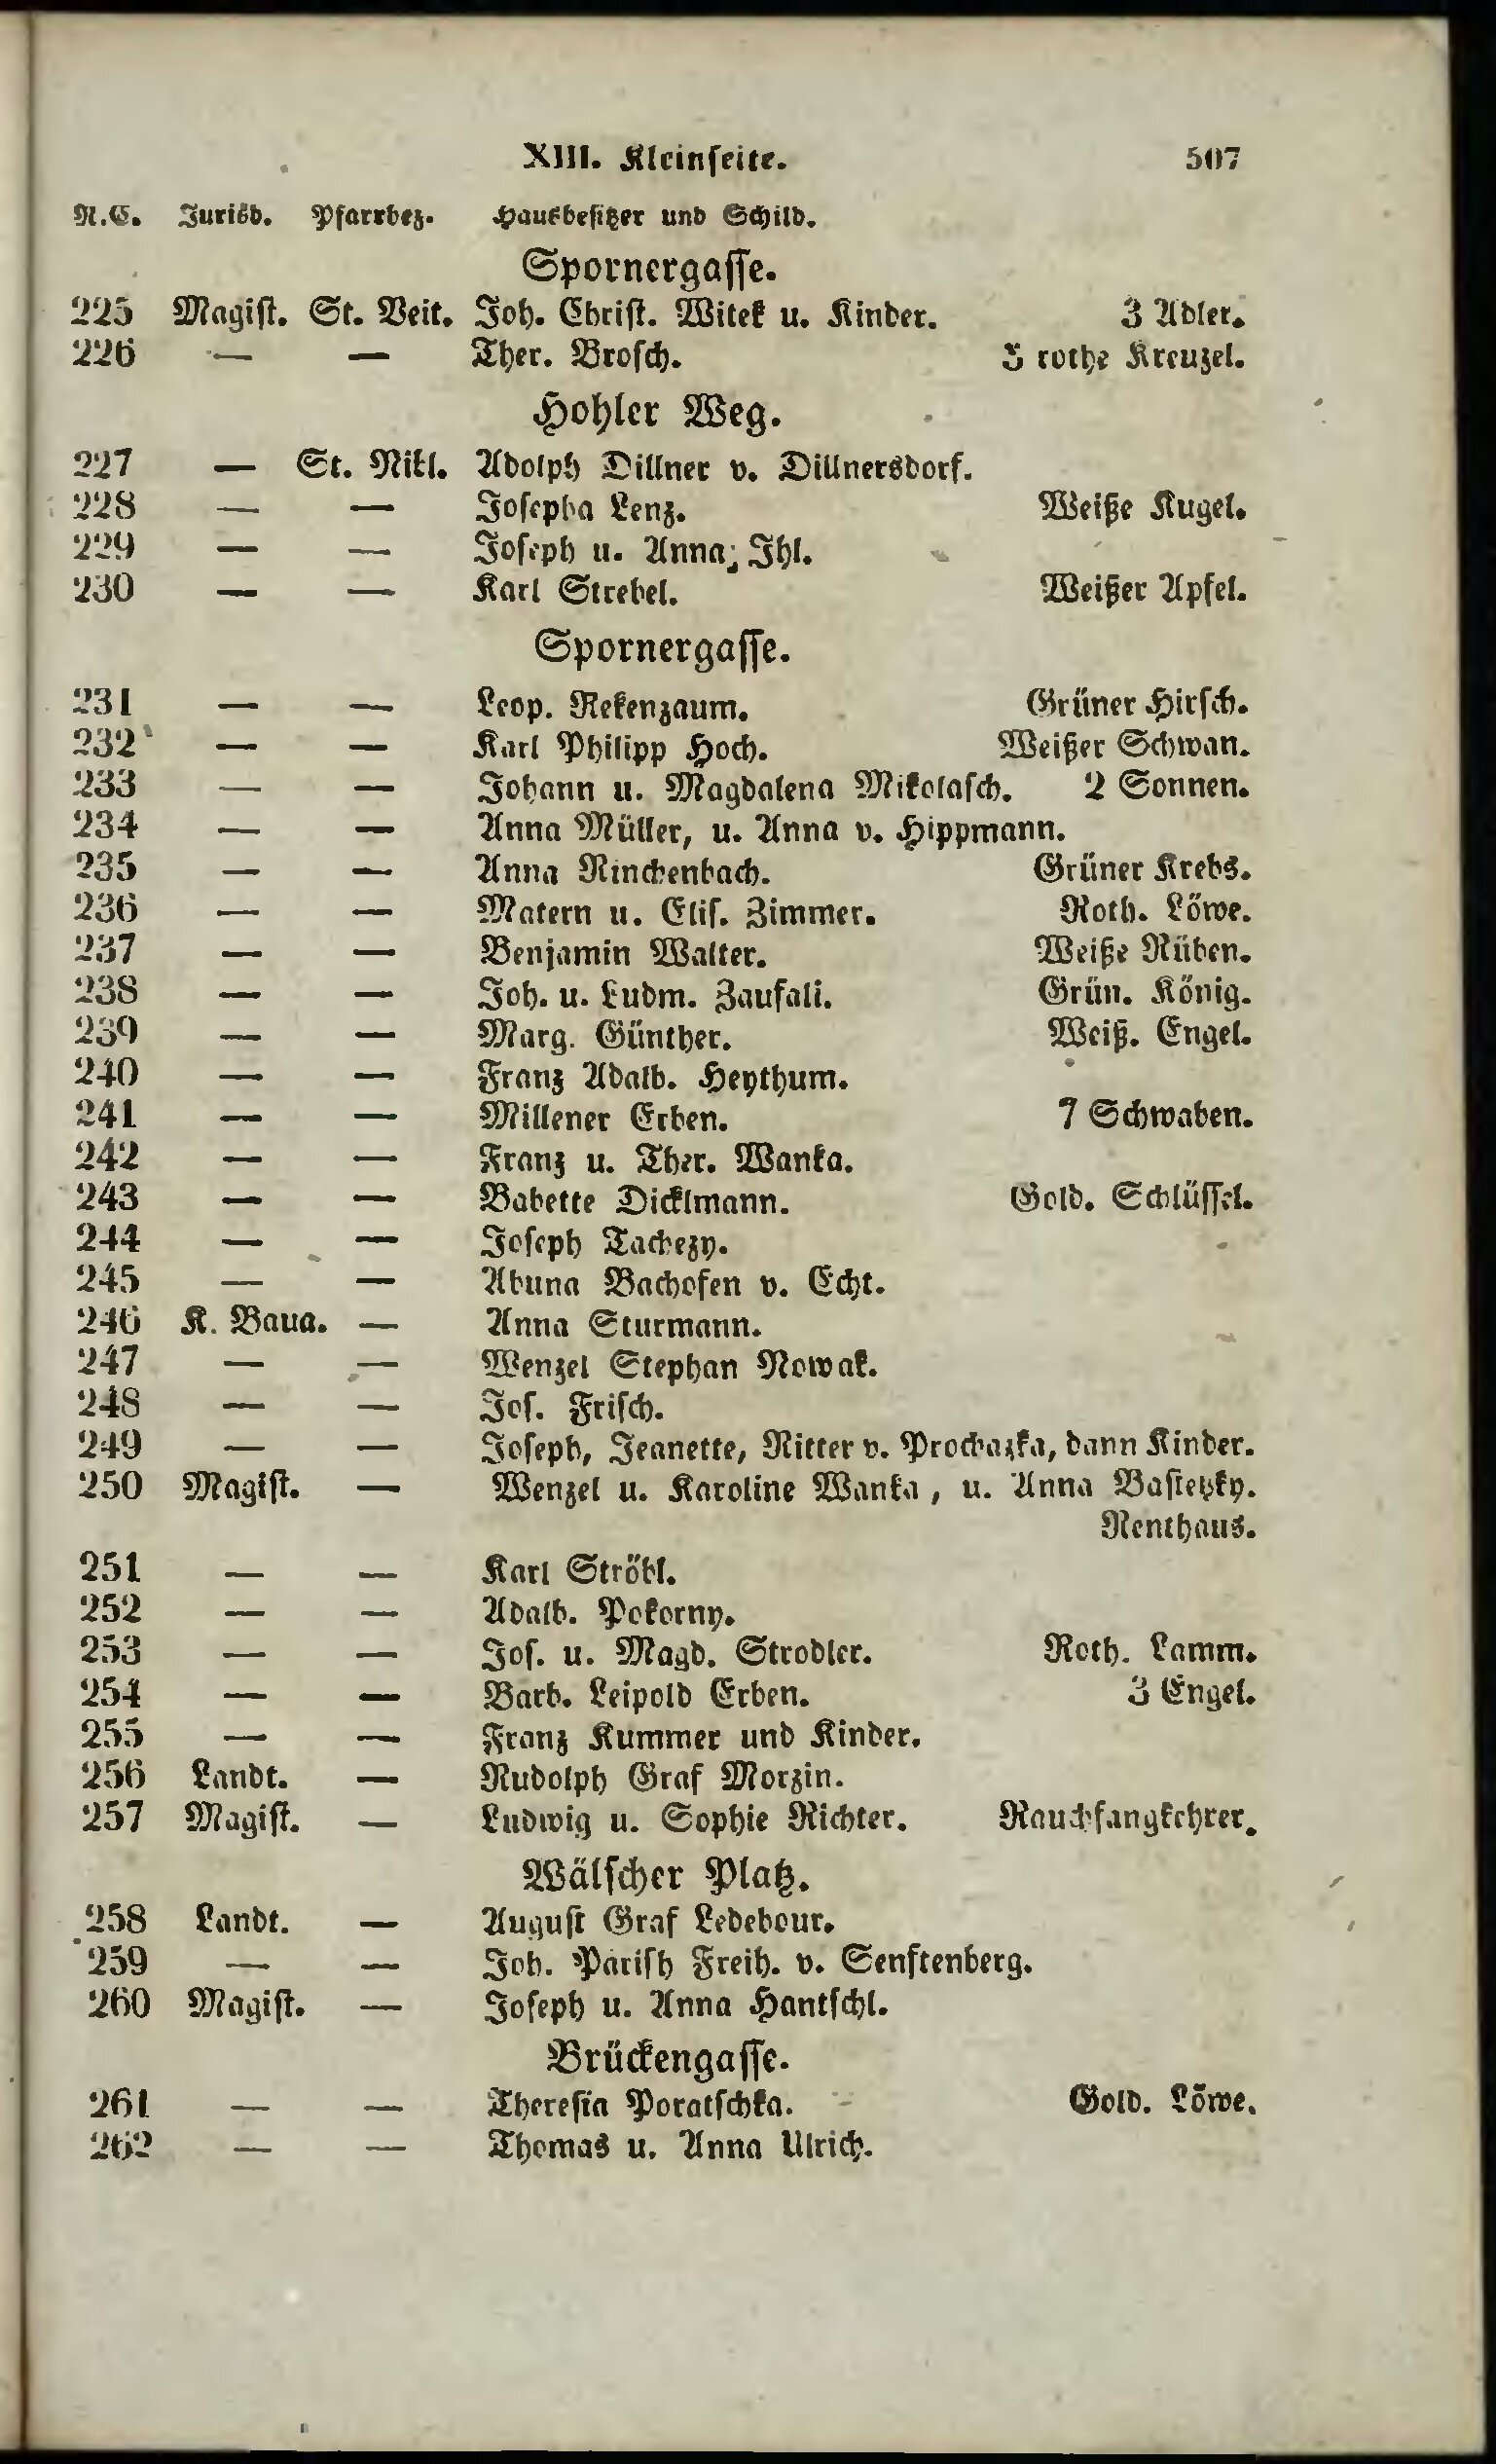 XIII. Kleinseite. 507
N.C. Jurisd. Pfarrbez. Hausbesitzer und Schild.
Spornergasse.
225 Magist. St. Veit. Joh. Christ. Witek u. Kinder. 3 Adler.
226 — — Ther. Brosch. 3 rothe Kreuzel.
Hohler Weg.
227 — St. Nikl. Adolph Dillner v. Dillnersdorf.
228 — — Josepha Lenz. Weiße Kugel.
229 — — Joseph u. Anna Ihl.
230 — — Karl Strebel. Weißer Apfel.
Spornergasse.
231 — — Leop. Rekenzaum. Grüner Hirsch.
232 — — Karl Philipp Hoch. Weißer Schwan.
233 — — Johann u. Magdalena Mikolasch. 2 Sonnen.
234 — — Anna Müller, u. Anna v. Hippmann.
235 — — Anna Rinchenbach. Grüner Krebs.
236 — — Matern u. Elis. Zimmer. Roth. Löwe.
237 — — Benjamin Walter. Weiße Rüben.
238 — — Joh. u. Ludm. Zaufali. Grün. König.
239 — — Marg. Günther. Weiß. Engel.
240 — — Franz Adalb. Heythum.
241 — — Millener Erben. 7 Schwaben.
242 — — Franz u. Ther. Wanka.
243 — — Babette Dicklmann. Gold. Schlüssel.
244 — — Joseph Tachezy.
245 — — Abuna Bachofen v. Echt.
246 K. Baua. — Anna Sturmann.
247 — — Wenzel Stephan Nowak.
248 — — Jos. Frisch.
249 — — Joseph, Jeanette, Ritter v. Prochazka, dann Kinder.
250 Magist. — Wenzel u. Karoline Wanka, u. Anna
Renthaus.
251 — — Karl Ströbl.
252 — — Adalb. Pokorny.
253 — — Jos. u. Magd. Strobler. Roth. Lamm.
254 — — Barb. Leipold Erben. 3 Engel.
255 — — Franz Kummer und Kinder.
256 Landt. — Rudolph Graf Morzin.
257 Magist. — Ludwig u. Sophie Richter. Rauchfangkehrer.
Wälscher Platz.
258 Landt. — August Graf Ledebour.
259 — — Joh. Parish Freih. v. Senftenberg.
260 Magist. — Joseph u. Anna Hantschl.
Brückengasse.
261 — — Theresia Poratschka. Gold. Löwe.
262 — — Thomas u. Anna Ulrich.